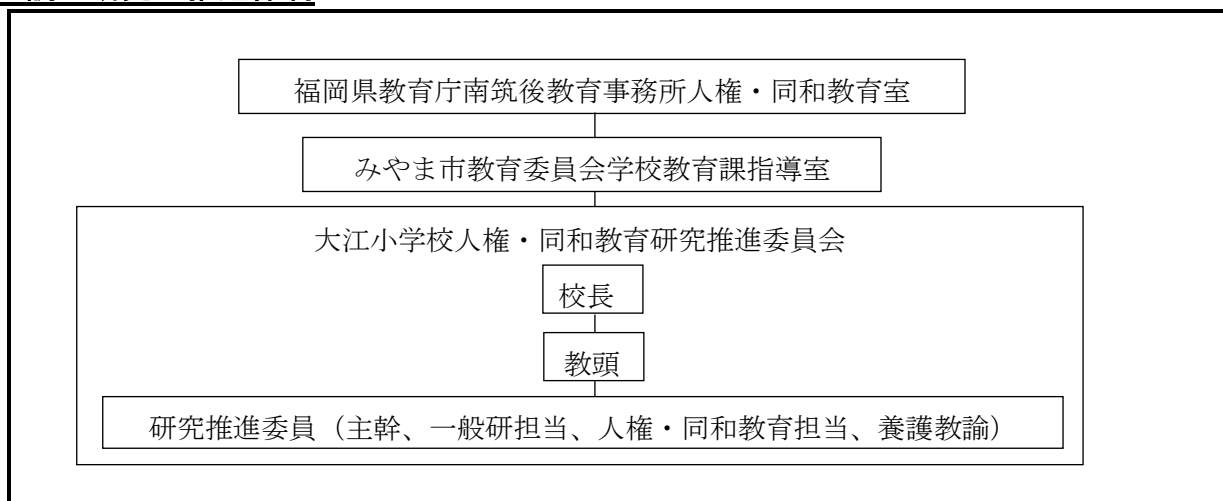 福岡県教育庁南筑後教育事務所人権・同和教育室
みやま市教育委員会学校教育課指導室
大江小学校人権・同和教育研究推進委員会
校長
教頭
研究推進委員（主幹、一般研担当、人権・同和教育担当、養護教諭）